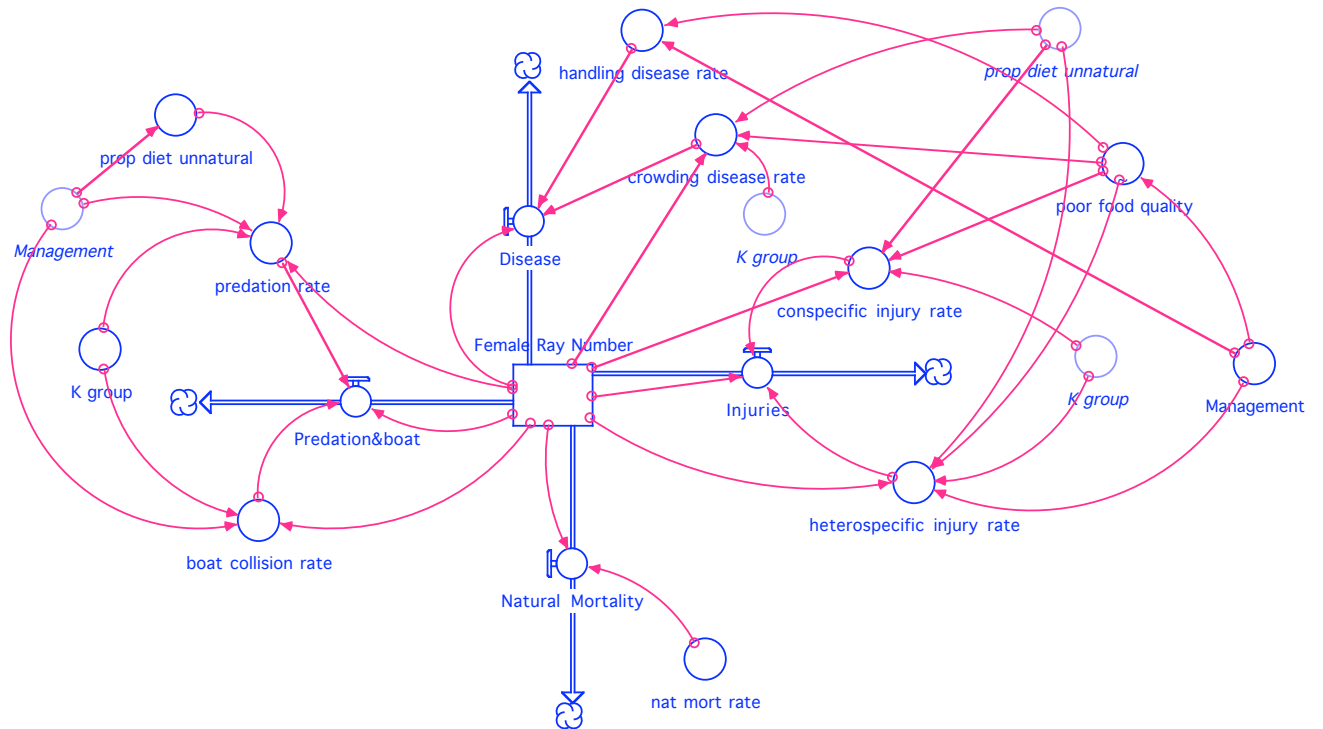 handling disease rate
prop diet unnatural
prop diet unnatural
crowding disease rate
poor food quality
Management
K group
Disease
predation rate
conspecific injury rate
Female Ray Number
K group
K group
Management
Injuries
Predation&boat
heterospecific injury rate
boat collision rate
Natural Mortality
nat mort rate